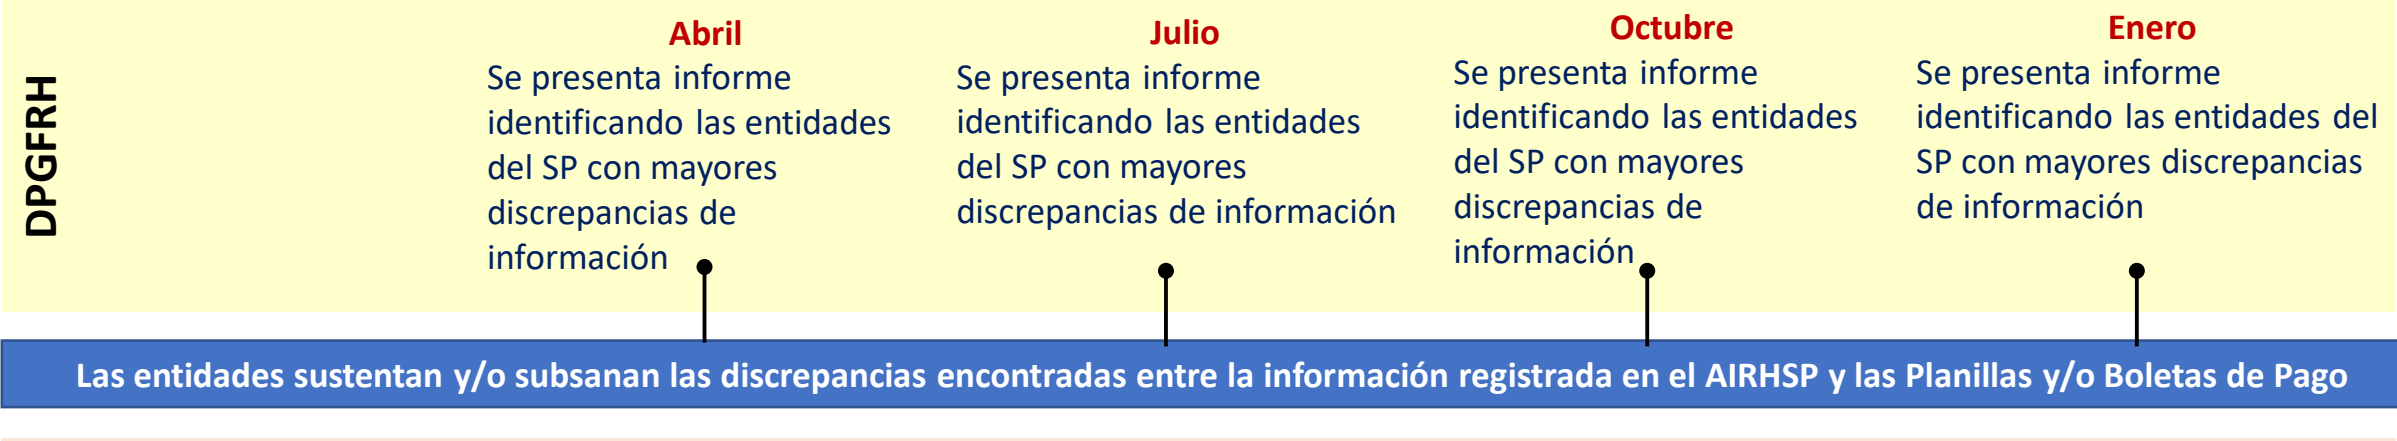 DPGFRH
Abril
Se presenta informe
identificando las entidades
del SP con mayores
discrepancias de
información
Julio
Se presenta informe
identificando las entidades
del SP con mayores
discrepancias de información
Octubre
Se presenta informe
identificando las entidades
del SP con mayores
discrepancias de
información
Enero
Se presenta informe
identificando las entidades del
SP con mayores discrepancias
de información
Las entidades sustentan y/o subsanan las discrepancias encontradas entre la información registrada en el AIRHSP y las Planillas y/o Boletas de Pago